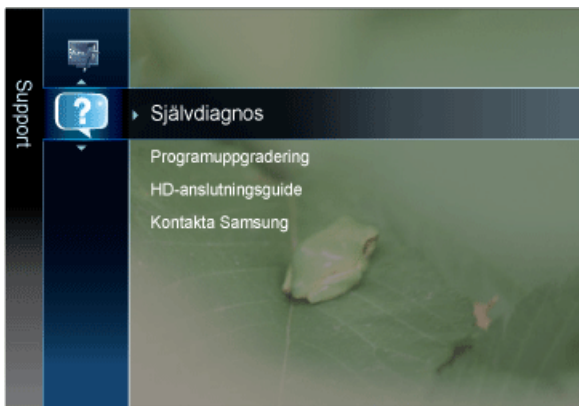 Support
Självdiagnos
Programuppgradering
HD-anslutningsguide
Kontakta Samsung